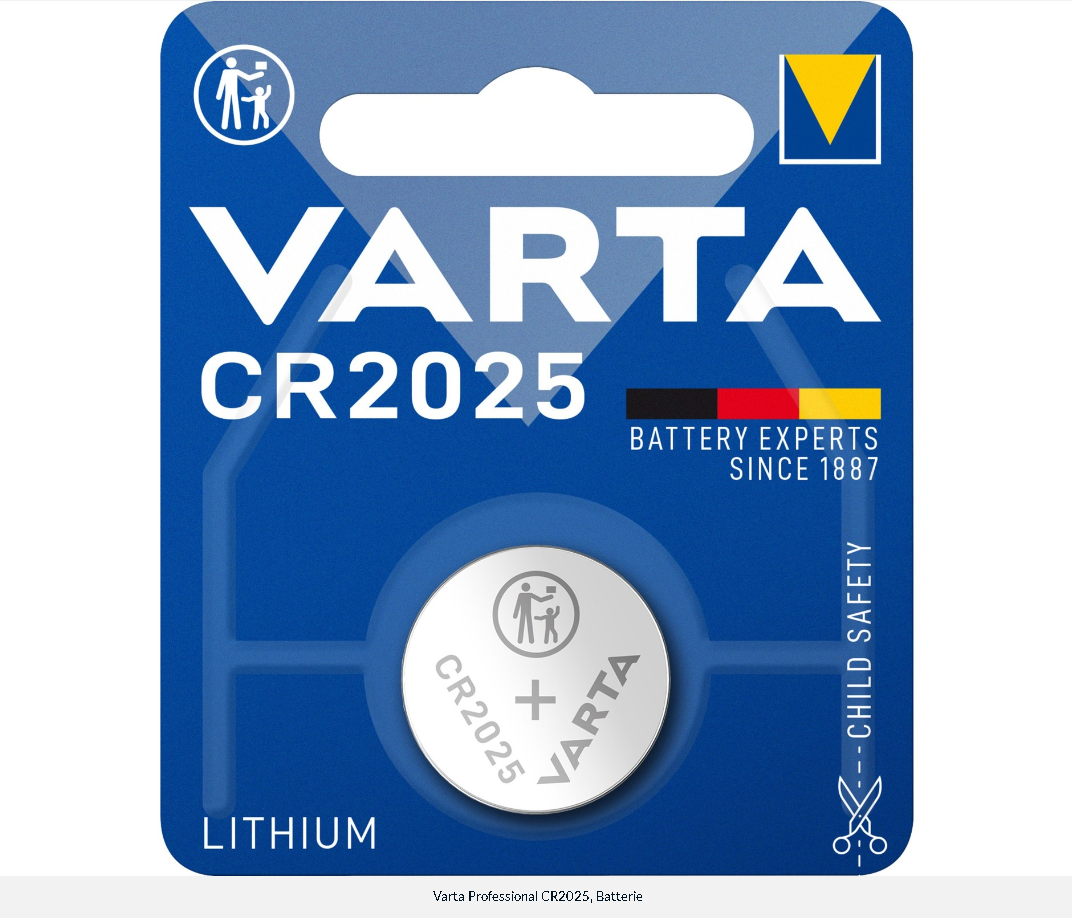 VARTA
CR2025
BATTERY EXPERTS
SINCE 1887
CHILD SAFETY
CR2025
+
VARTA
LITHIUM
Varta Professional CR2025, Batterie